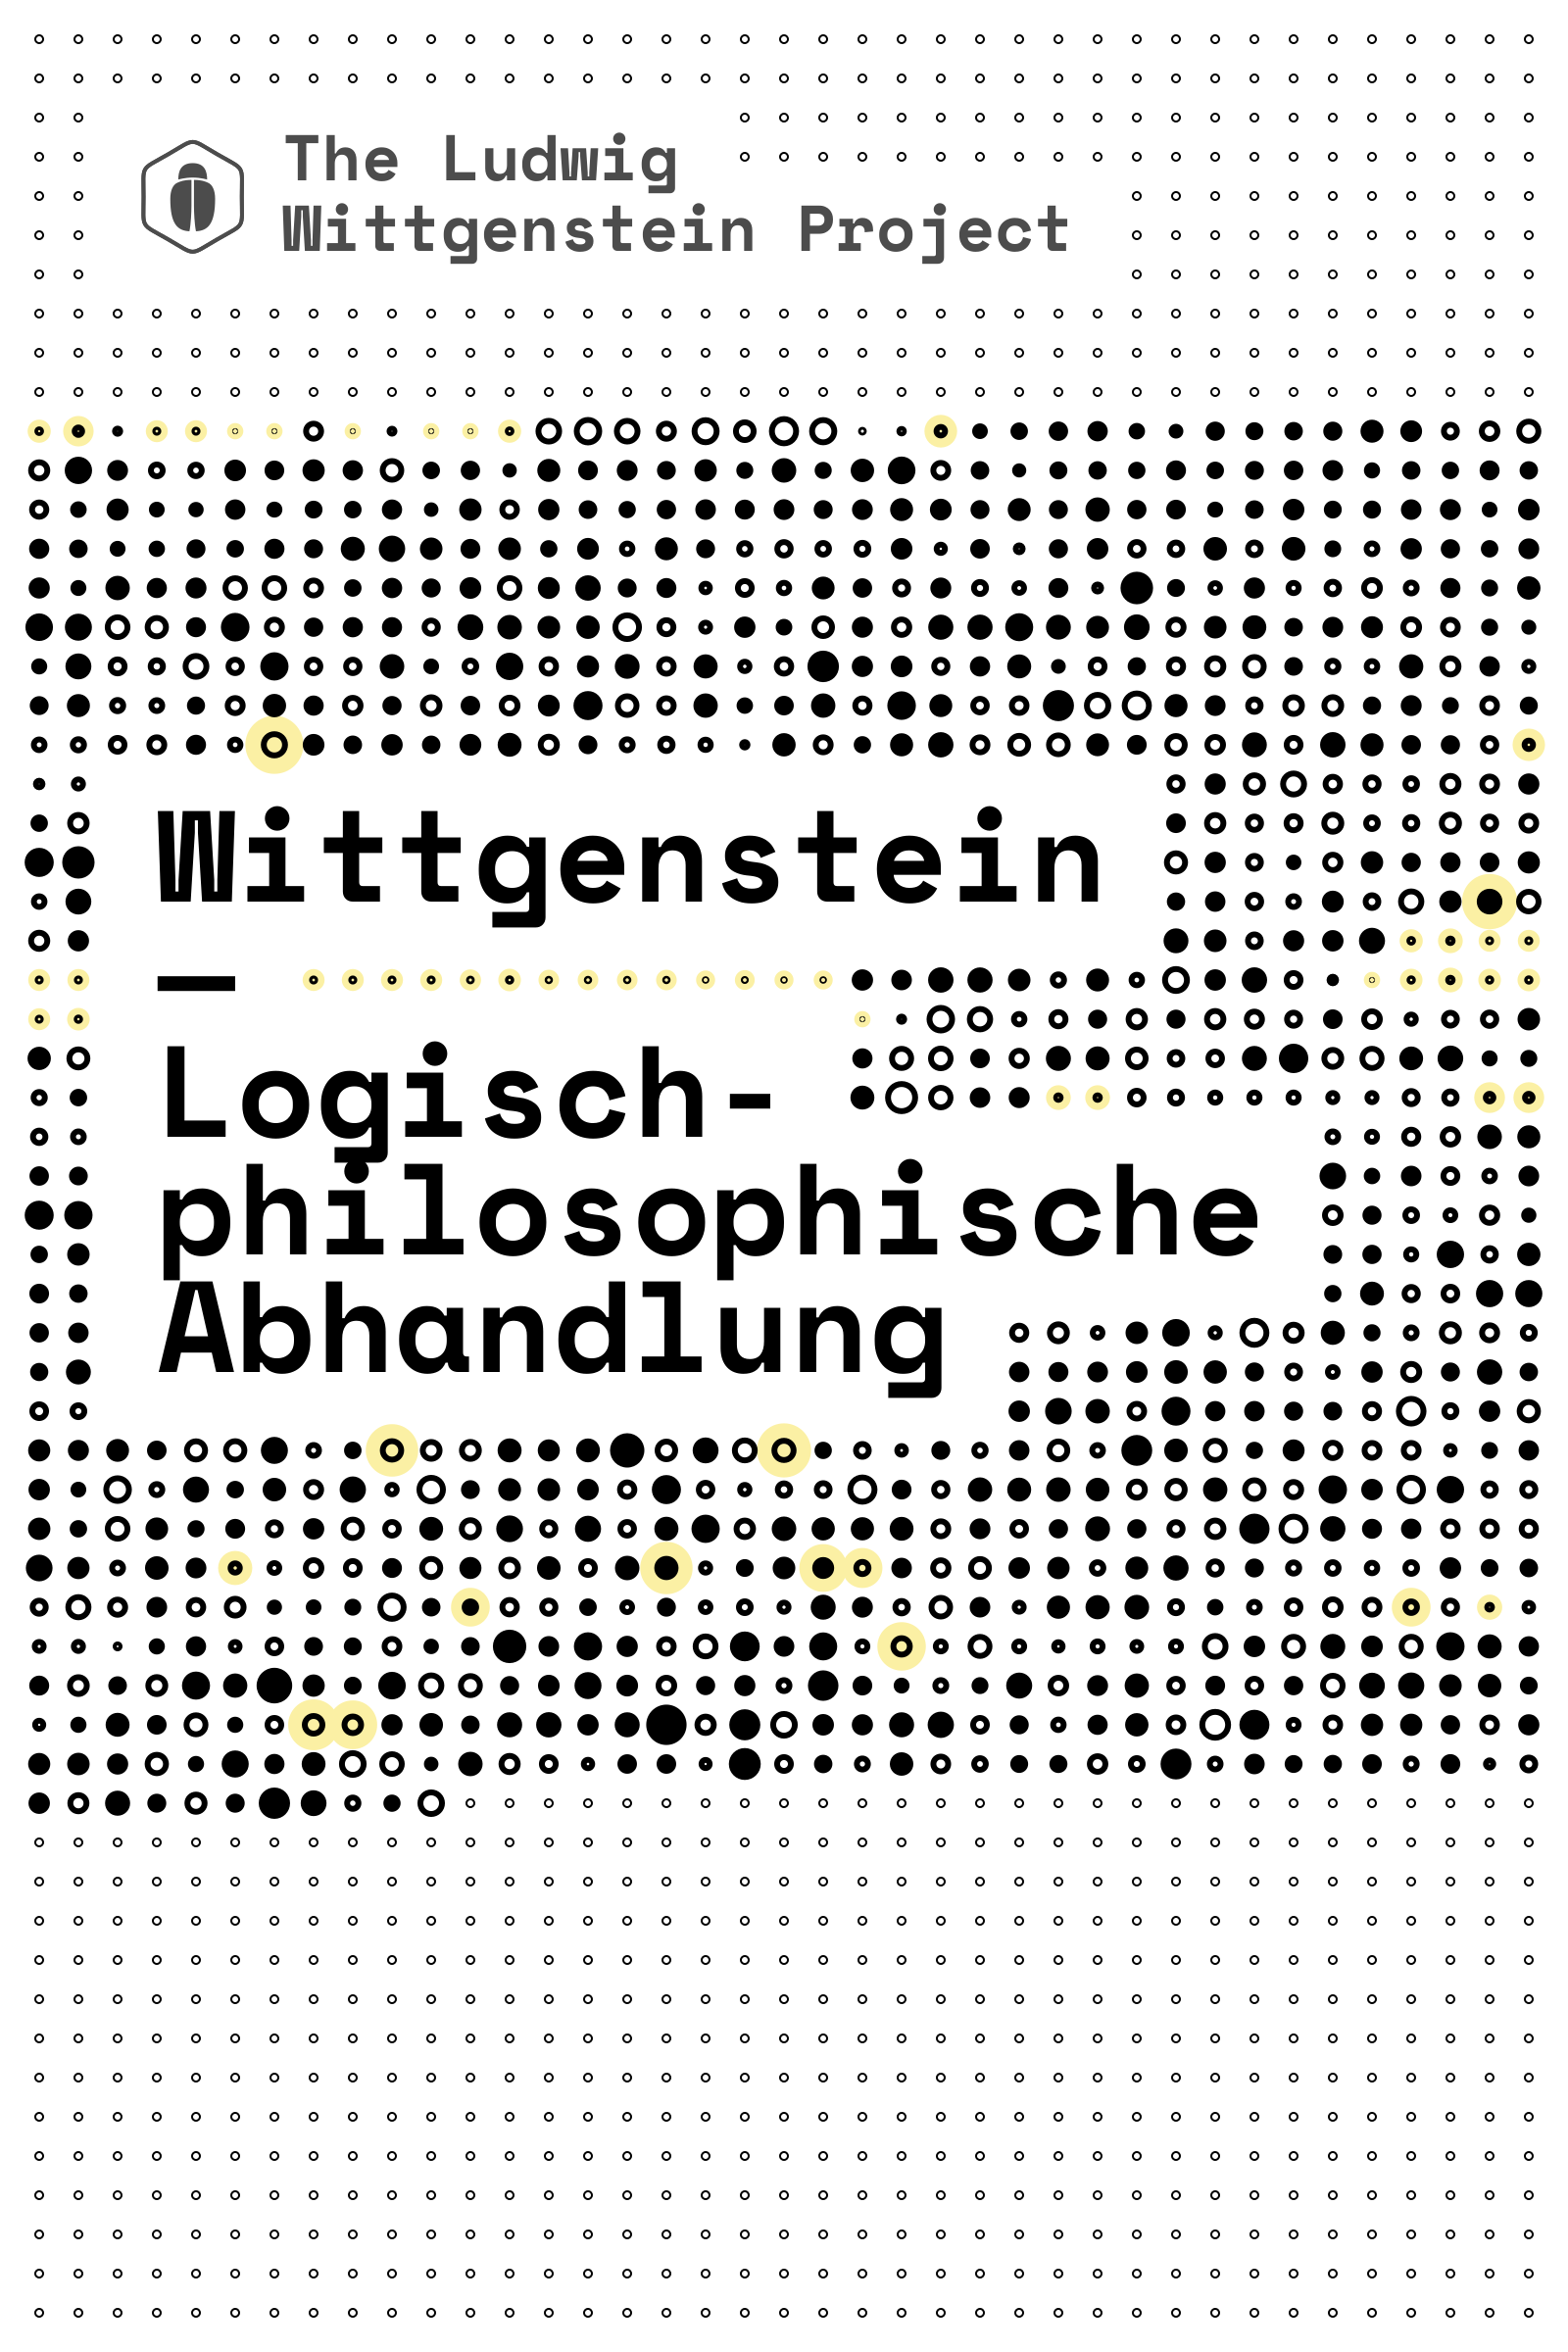 The Ludwig
Wittgenstein Project
Wittgenstein
—
Logisch-
philosophische
Abhandlung